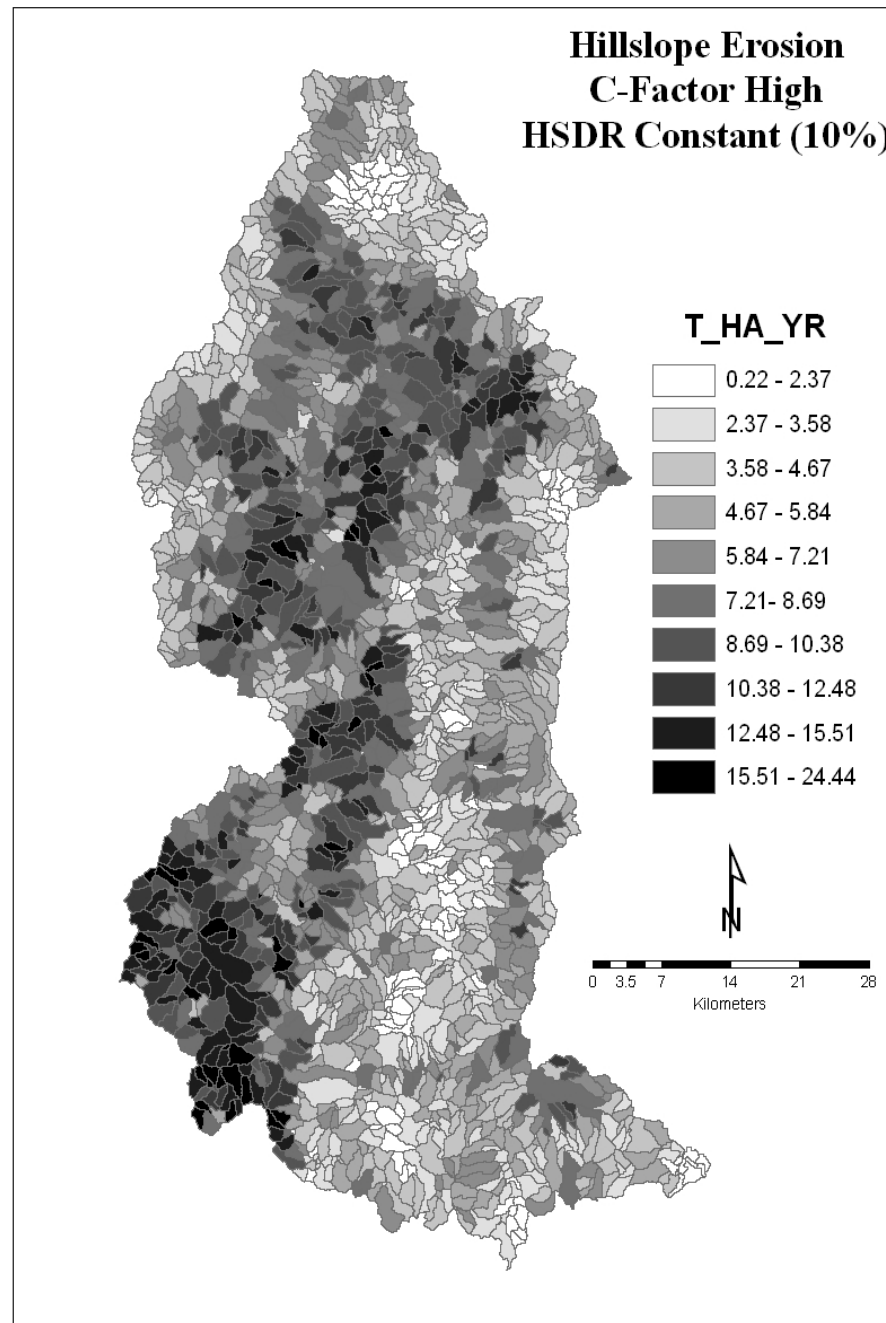 Hillslope Erosion
C-Factor High
HSDR Constant (10%)
T_HA_YR
0.22 - 2.37
2.37 - 3.58
3.58 - 4.67
4.67 - 5.84
5.84 - 7.21
7.21- 8.69
8.69 - 10.38
10.38 - 12.48
12.48 - 15.51
15.51 - 24.44
N
0 3.5 7 14 21 28
Kilometers